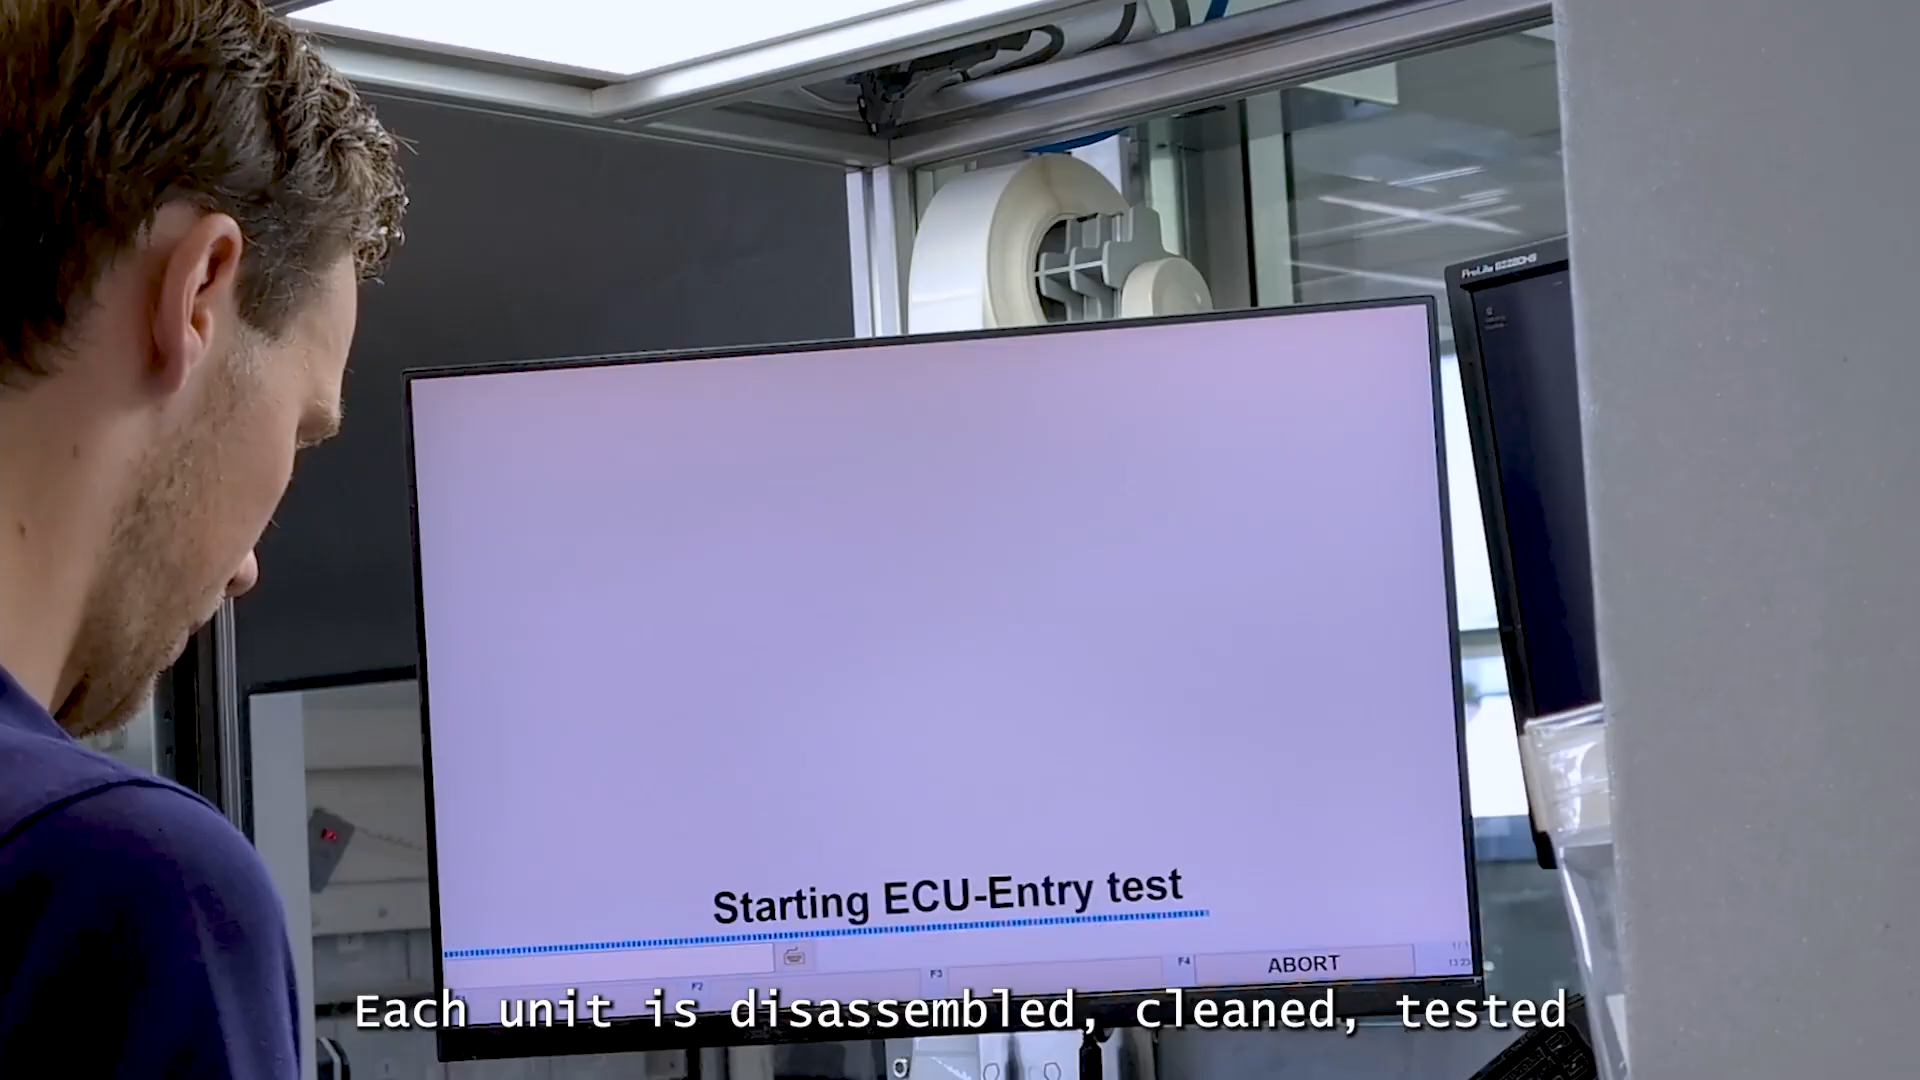 Starting ECU-Entry test
F2
F3
F4
ABORT
Each unit is disassembled, cleaned, tested